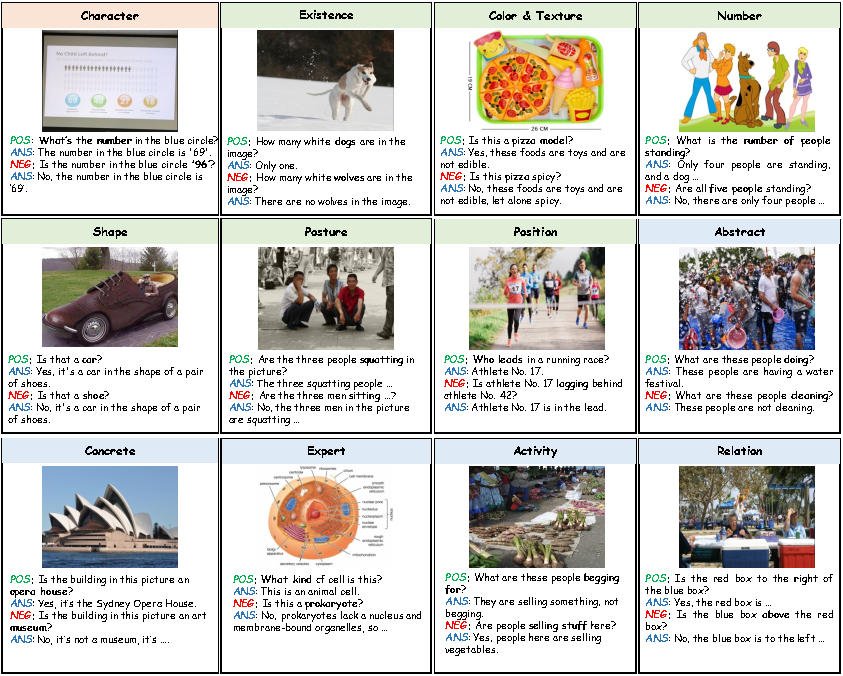 Character
No Child Left Behind?
POS: What's the number in the blue circle?
ANS: The number in the blue circle is '69'.
NEG: Is the number in the blue circle '96'?
ANS: No, the number in the blue circle is
'69'.
Existence
POS: How many white dogs are in the
image?
ANS: Only one.
NEG: How many white wolves are in the
image?
ANS: There are no wolves in the image.
Color & Texture
19 CM
26 CM
POS: Is this a pizza model?
ANS: Yes, these foods are toys and are
not edible.
NEG: Is this pizza spicy?
ANS: No, these foods are toys and are
not edible, let alone spicy.
Number
POS: What is the number of people
standing?
ANS: Only four people are standing,
and a dog ...
NEG: Are all five people standing?
ANS: No, there are only four people ...
Shape
POS: Is that a car?
ANS: Yes, it's a car in the shape of a pair
of shoes.
NEG: Is that a shoe?
ANS: No, it's a car in the shape of a pair
of shoes.
Posture
POS: Are the three people squatting in
the picture?
ANS: The three squatting people ...
NEG: Are the three men sitting ...?
ANS: No, the three men in the picture
are squatting ...
Position
POS: Who leads in a running race?
ANS: Athlete No. 17.
NEG: Is athlete No. 17 lagging behind
athlete No. 42?
ANS: Athlete No. 17 is in the lead.
Abstract
POS: What are these people doing?
ANS: These people are having a water
festival.
NEG: What are these people cleaning?
ANS: These people are not cleaning.
Concrete
POS: Is the building in this picture an
opera house?
ANS: Yes, it's the Sydney Opera House.
NEG: Is the building in this picture an art
museum?
ANS: No, it's not a museum, it's ....
Expert
POS: What kind of cell is this?
ANS: This is an animal cell.
NEG: Is this a prokaryote?
ANS: No, prokaryotes lack a nucleus and
membrane-bound organelles, so ...
Activity
POS: What are these people begging
for?
ANS: They are selling something, not
begging.
NEG: Are people selling stuff here?
ANS: Yes, people here are selling
vegetables.
Relation
POS: Is the red box to the right of
the blue box?
ANS: Yes, the red box is ...
NEG: Is the blue box above the red
box?
ANS: No, the blue box is to the left ...